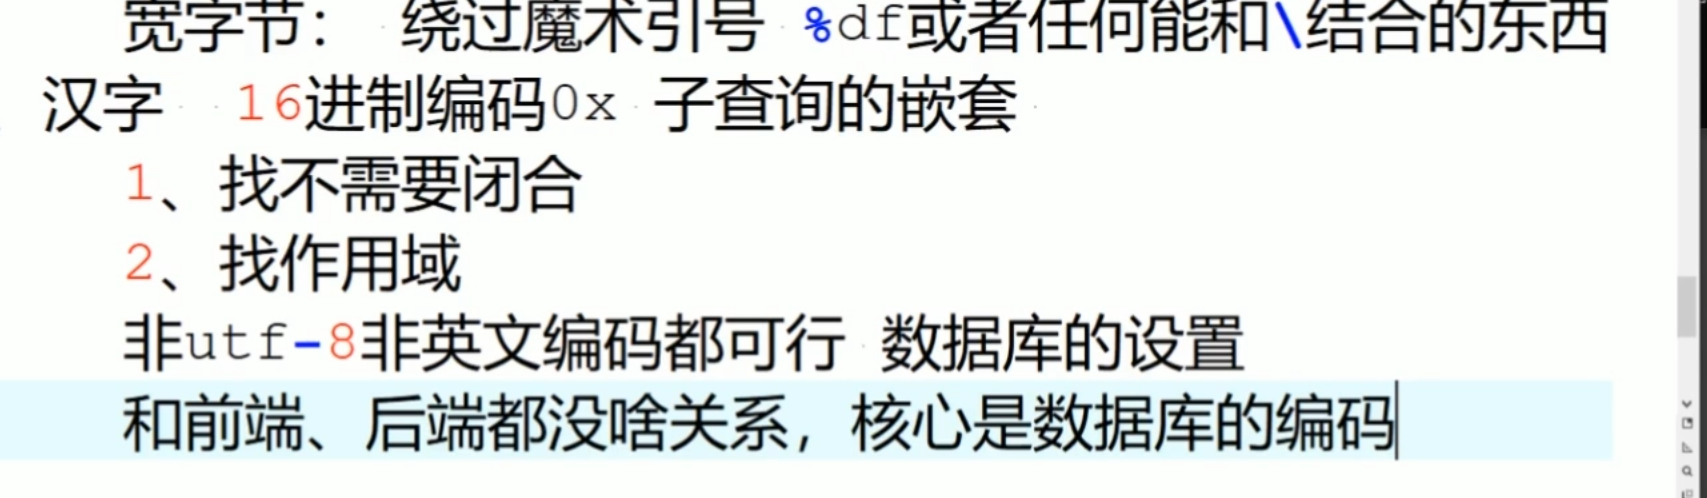 宽字节： 绕过魔术引号 %df或者任何能和\结合的东西
汉字 16进制编码0x 子查询的嵌套
1、找不需要闭合
2、找作用域
非utf-8非英文编码都可行 数据库的设置
和前端、后端都没啥关系，核心是数据库的编码